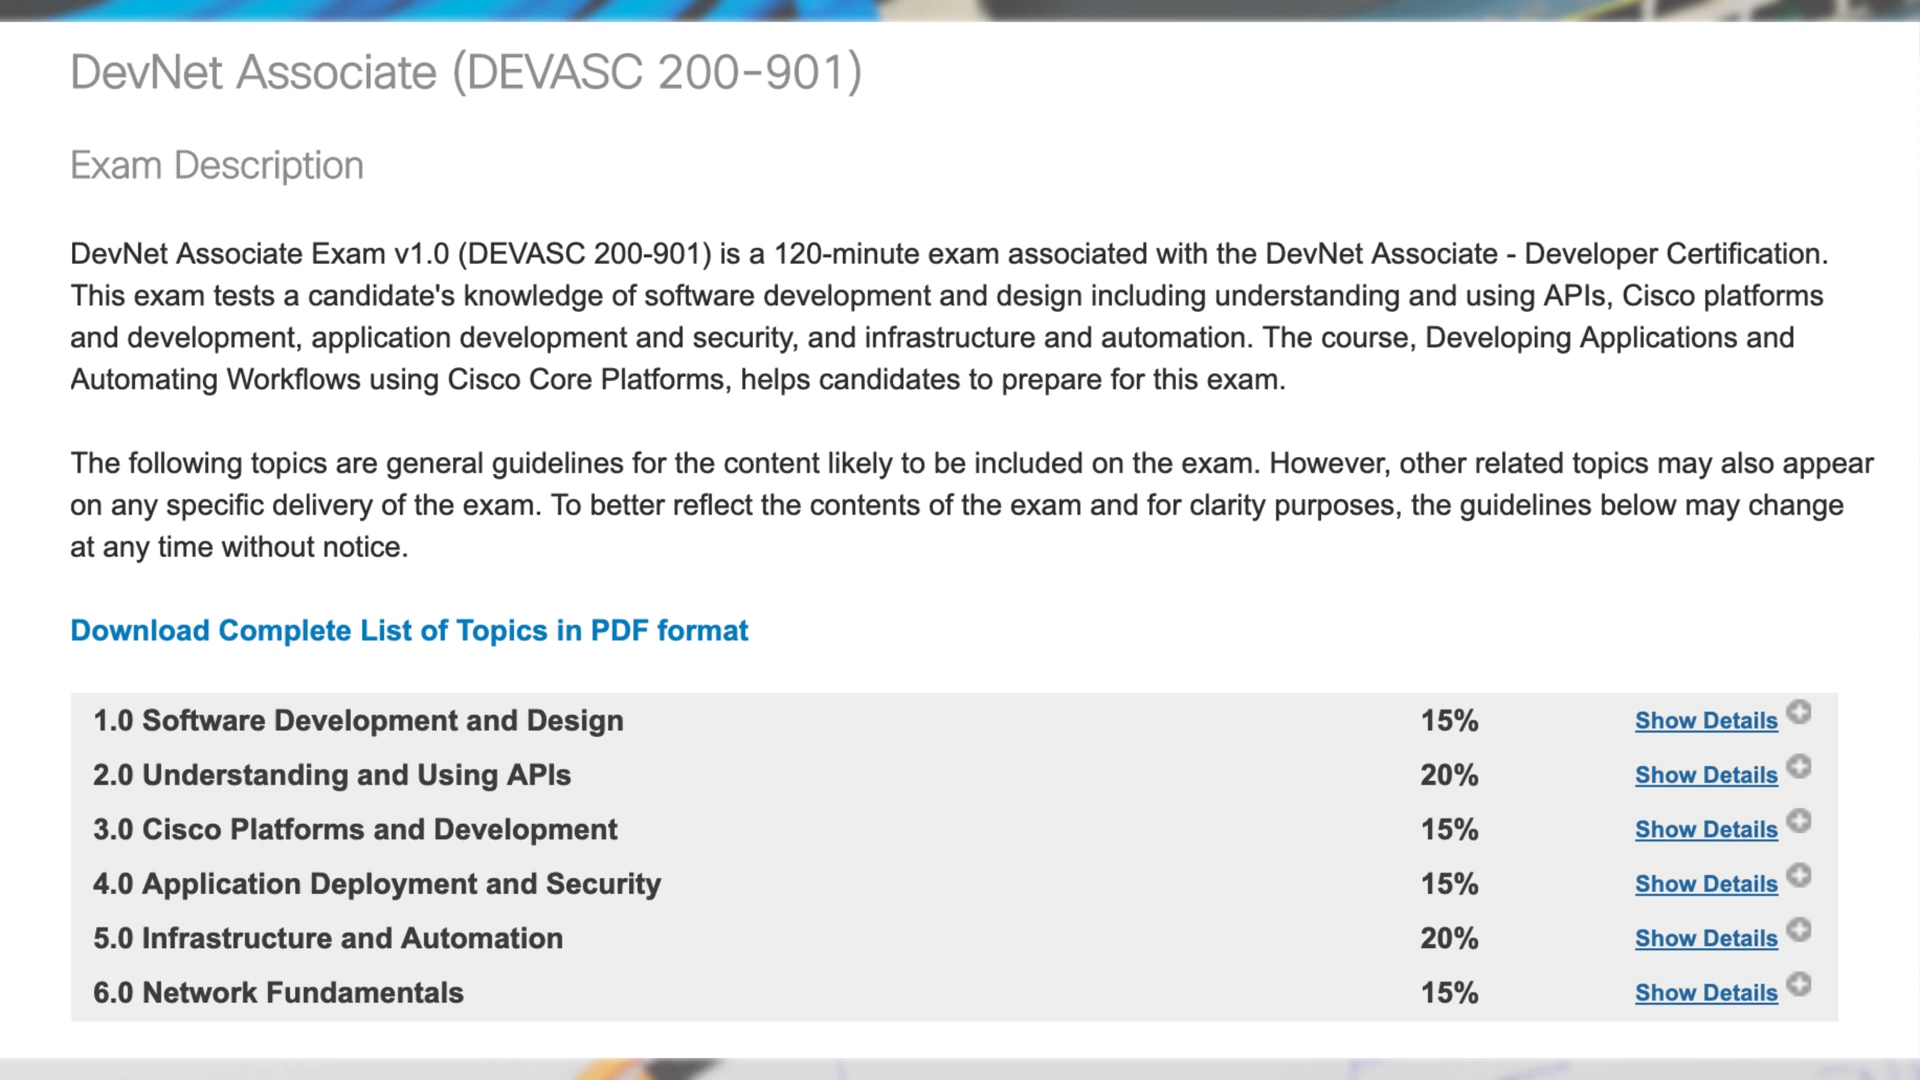 DevNet Associate (DEVASC 200-901)
Exam Description
DevNet Associate Exam v1.0 (DEVASC 200-901) is a 120-minute exam associated with the DevNet Associate - Developer Certification.
This exam tests a candidate's knowledge of software development and design including understanding and using APIs, Cisco platforms
and development, application development and security, and infrastructure and automation. The course, Developing Applications and
Automating Workflows using Cisco Core Platforms, helps candidates to prepare for this exam.
The following topics are general guidelines for the content likely to be included on the exam. However, other related topics may also appear
on any specific delivery of the exam. To better reflect the contents of the exam and for clarity purposes, the guidelines below may change
at any time without notice.
Download Complete List of Topics in PDF format
1.0 Software Development and Design 15% Show Details
2.0 Understanding and Using APIs 20% Show Details
3.0 Cisco Platforms and Development 15% Show Details
4.0 Application Deployment and Security 15% Show Details
5.0 Infrastructure and Automation 20% Show Details
6.0 Network Fundamentals 15% Show Details